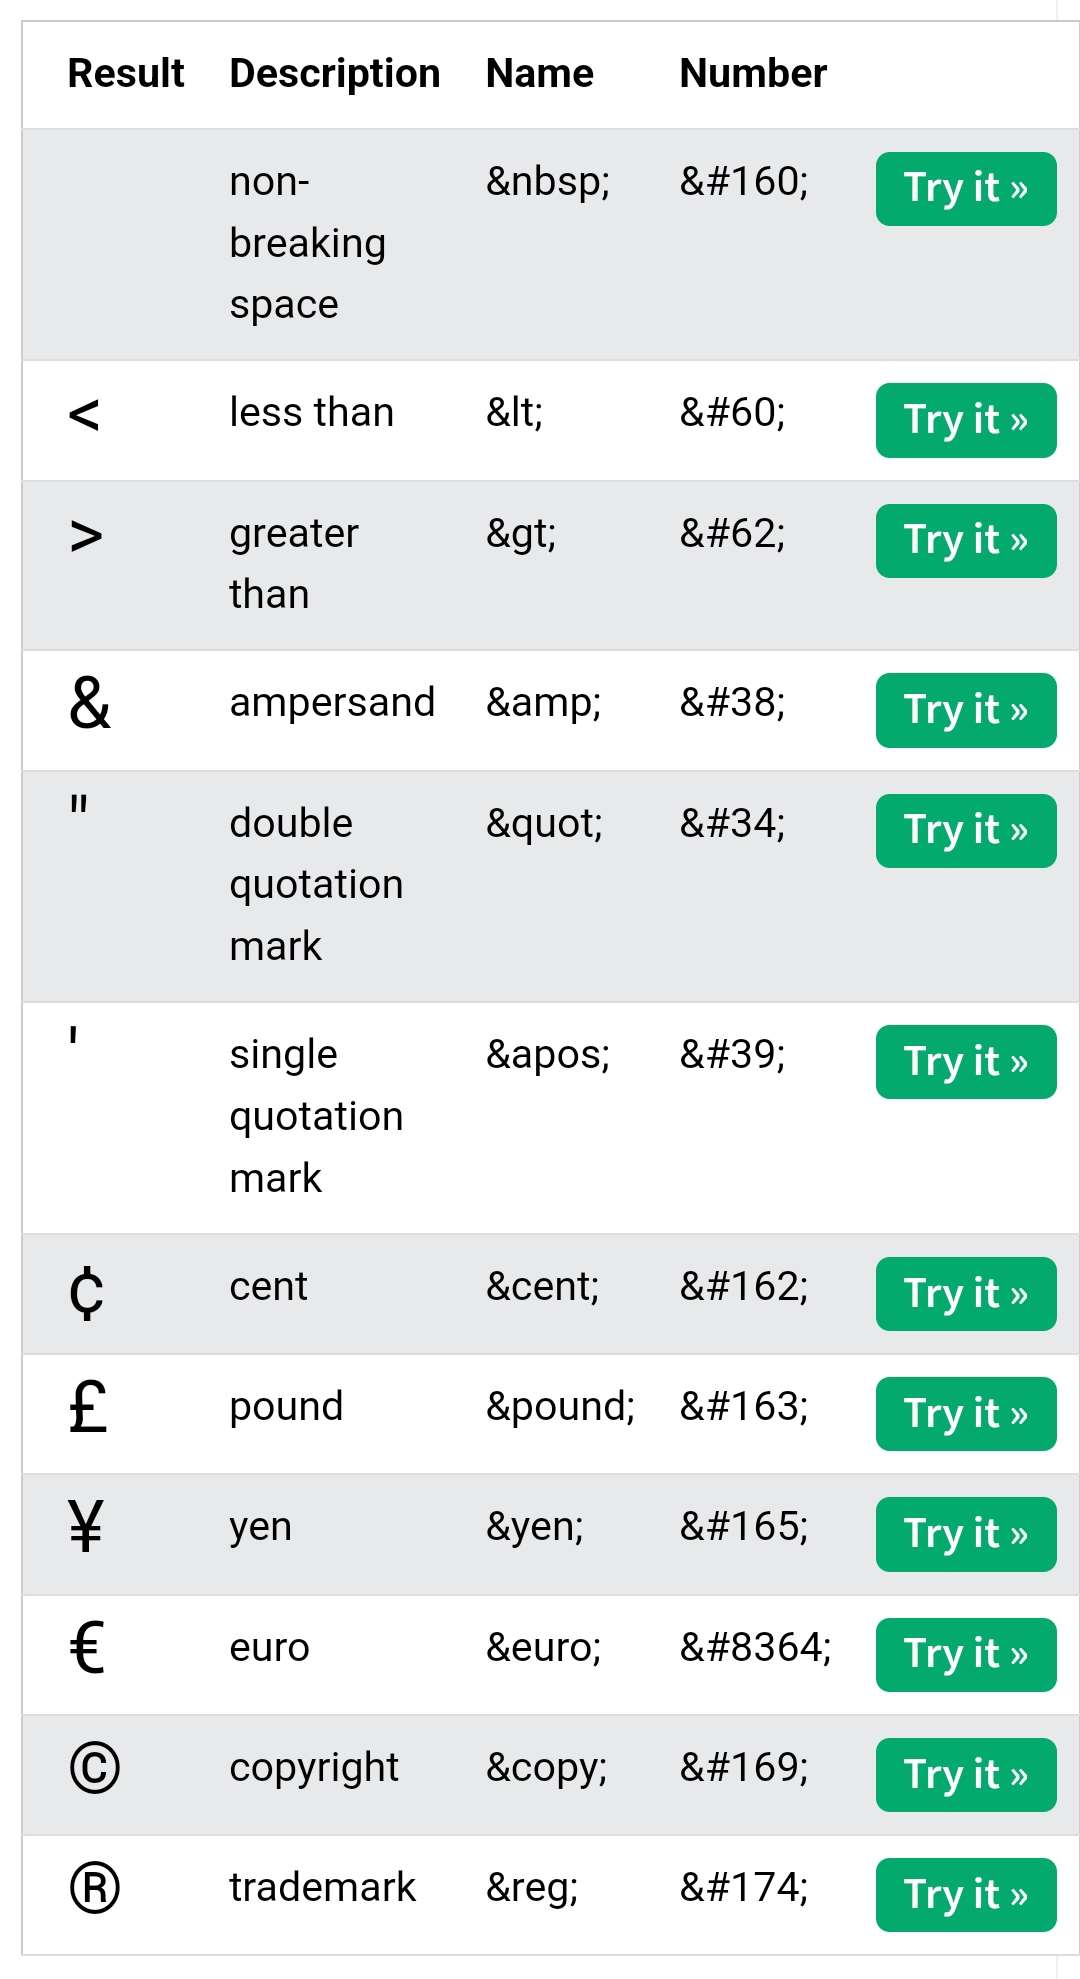 Result Description Name Number
non- &nbsp; &#160; Try it »
breaking
space
< less than &lt; &#60; Try it »
> greater &gt; &#62; Try it »
than
& ampersand &amp; &#38; Try it »
" double &quot; &#34; Try it »
quotation
mark
' single &apos; &#39; Try it »
quotation
mark
¢ cent &cent; &#162; Try it »
£ pound &pound; &#163; Try it »
¥ yen &yen; &#165; Try it »
€ euro &euro; &#8364; Try it »
© copyright &copy; &#169; Try it »
® trademark &reg; &#174; Try it »